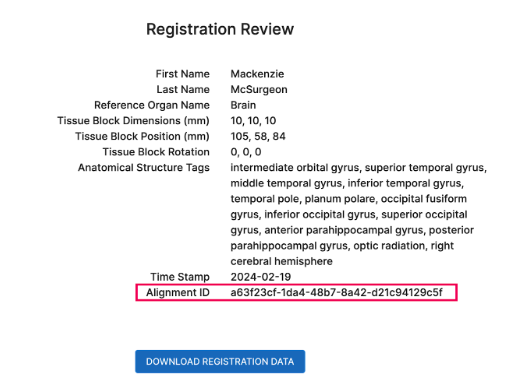 Registration Review
First Name Mackenzie
Last Name McSurgeon
Reference Organ Name Brain
Tissue Block Dimensions (mm) 10, 10, 10
Tissue Block Position (mm) 105, 58, 84
Tissue Block Rotation 0, 0, 0
Anatomical Structure Tags intermediate orbital gyrus, superior temporal gyrus,
middle temporal gyrus, inferior temporal gyrus,
temporal pole, planum polare, occipital fusiform
gyrus, inferior occipital gyrus, superior occipital
gyrus, anterior parahippocampal gyrus, posterior
parahippocampal gyrus, optic radiation, right
cerebral hemisphere
Time Stamp 2024-02-19
Alignment ID a63f23cf-1da4-48b7-8a42-d21c94129c5f
DOWNLOAD REGISTRATION DATA